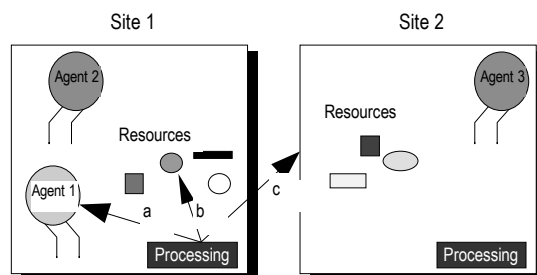 Site 1
Site 2
Agent 2
Agent 3
Resources
Resources
Agent 1
a
b
c
Processing
Processing